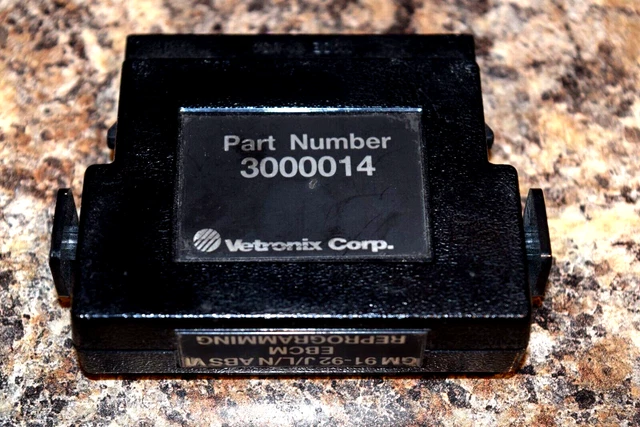 Part Number
3000014
Vetronix Corp.
GM 91-92 J/L/N ABS VI
EBCM
REPROGRAMMING